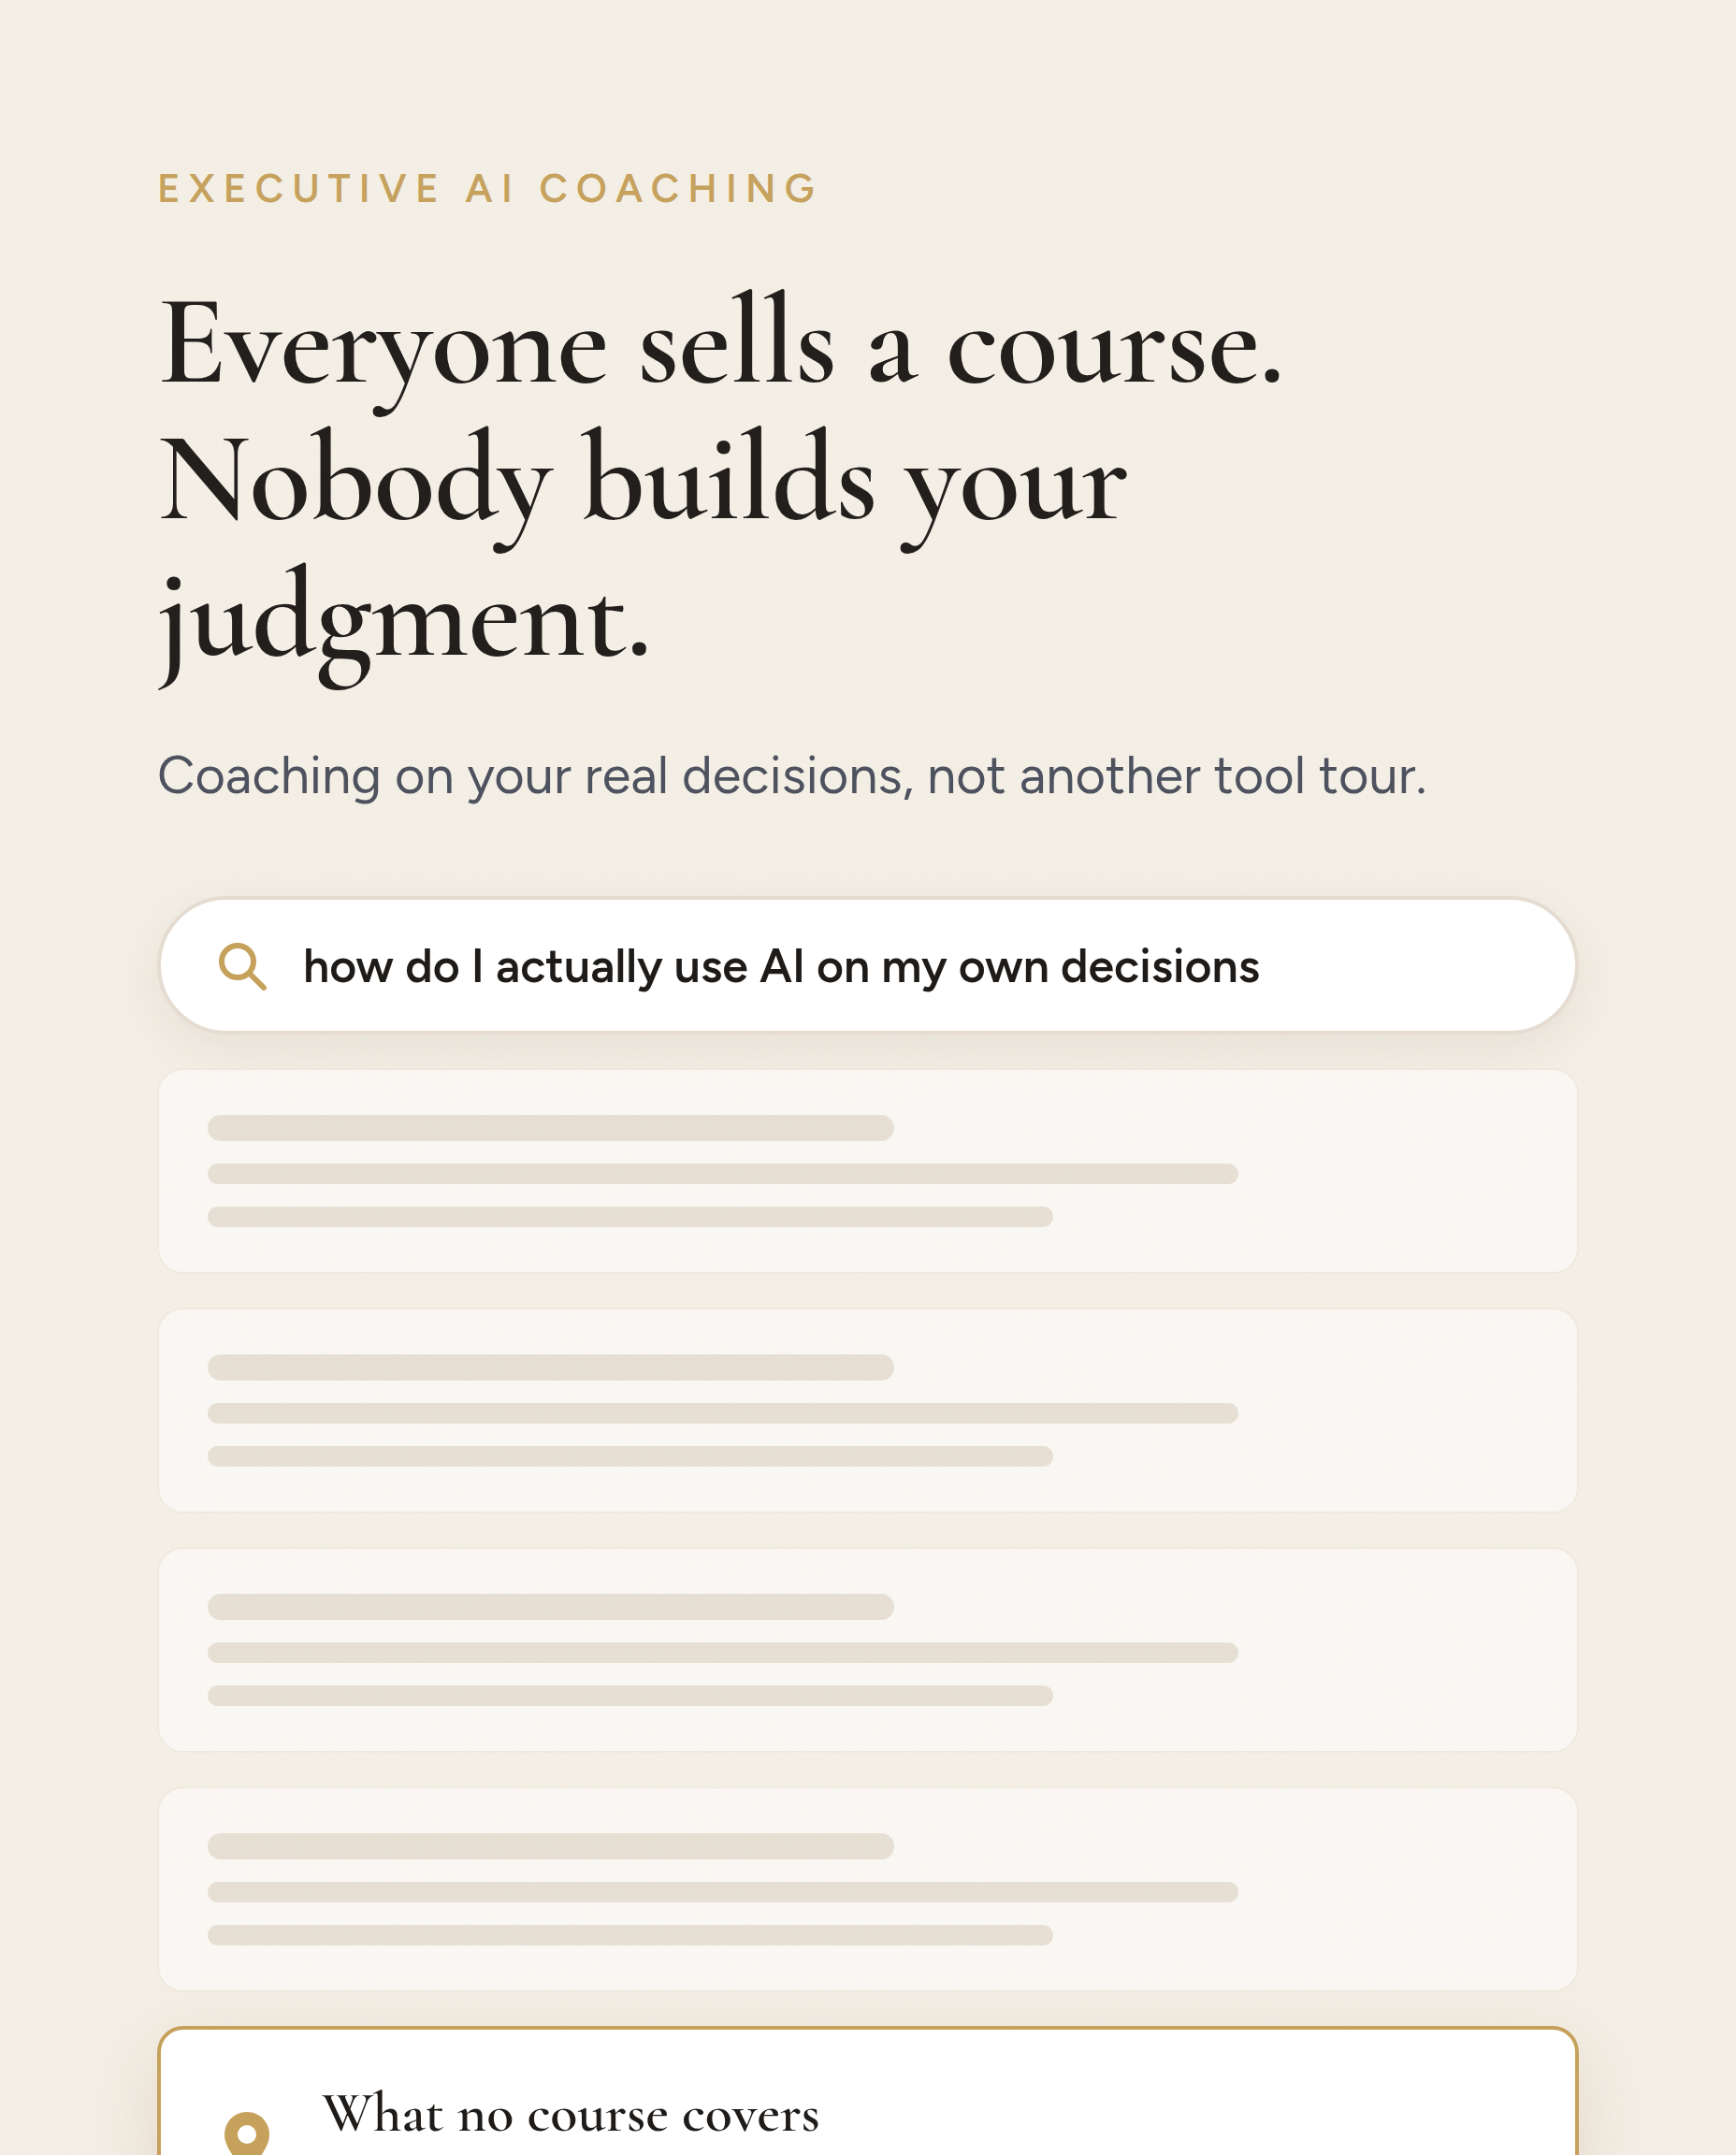 EXECUTIVE AI COACHING
Everyone sells a course.
Nobody builds your
judgment.
Coaching on your real decisions, not another tool tour.
how do I actually use AI on my own decisions
What no course covers